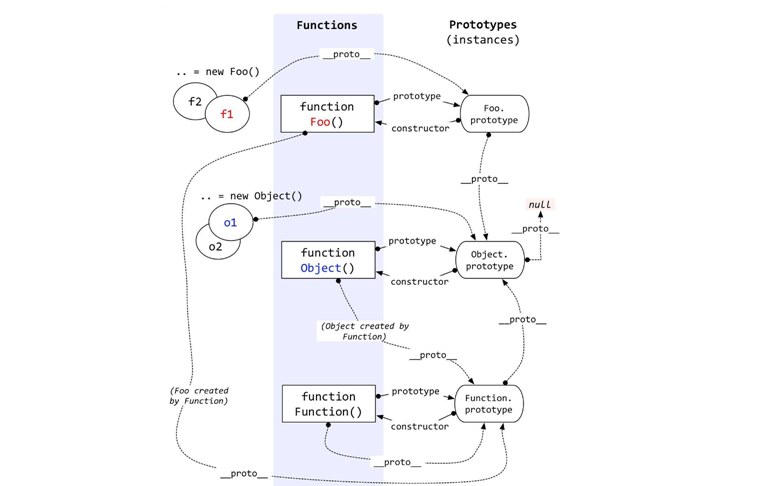 Functions
Prototypes
(instances)
__proto__
.. = new Foo()
f2
f1
function
Foo()
prototype
constructor
Foo.
prototype
__proto__
.. = new Object()
__proto__
null
__proto__
o1
o2
function
Object()
prototype
constructor
Object.
prototype
(Object created by
Function)
__proto__
__proto__
(Foo created
by Function)
function
Function()
prototype
constructor
Function.
prototype
__proto__
__proto__